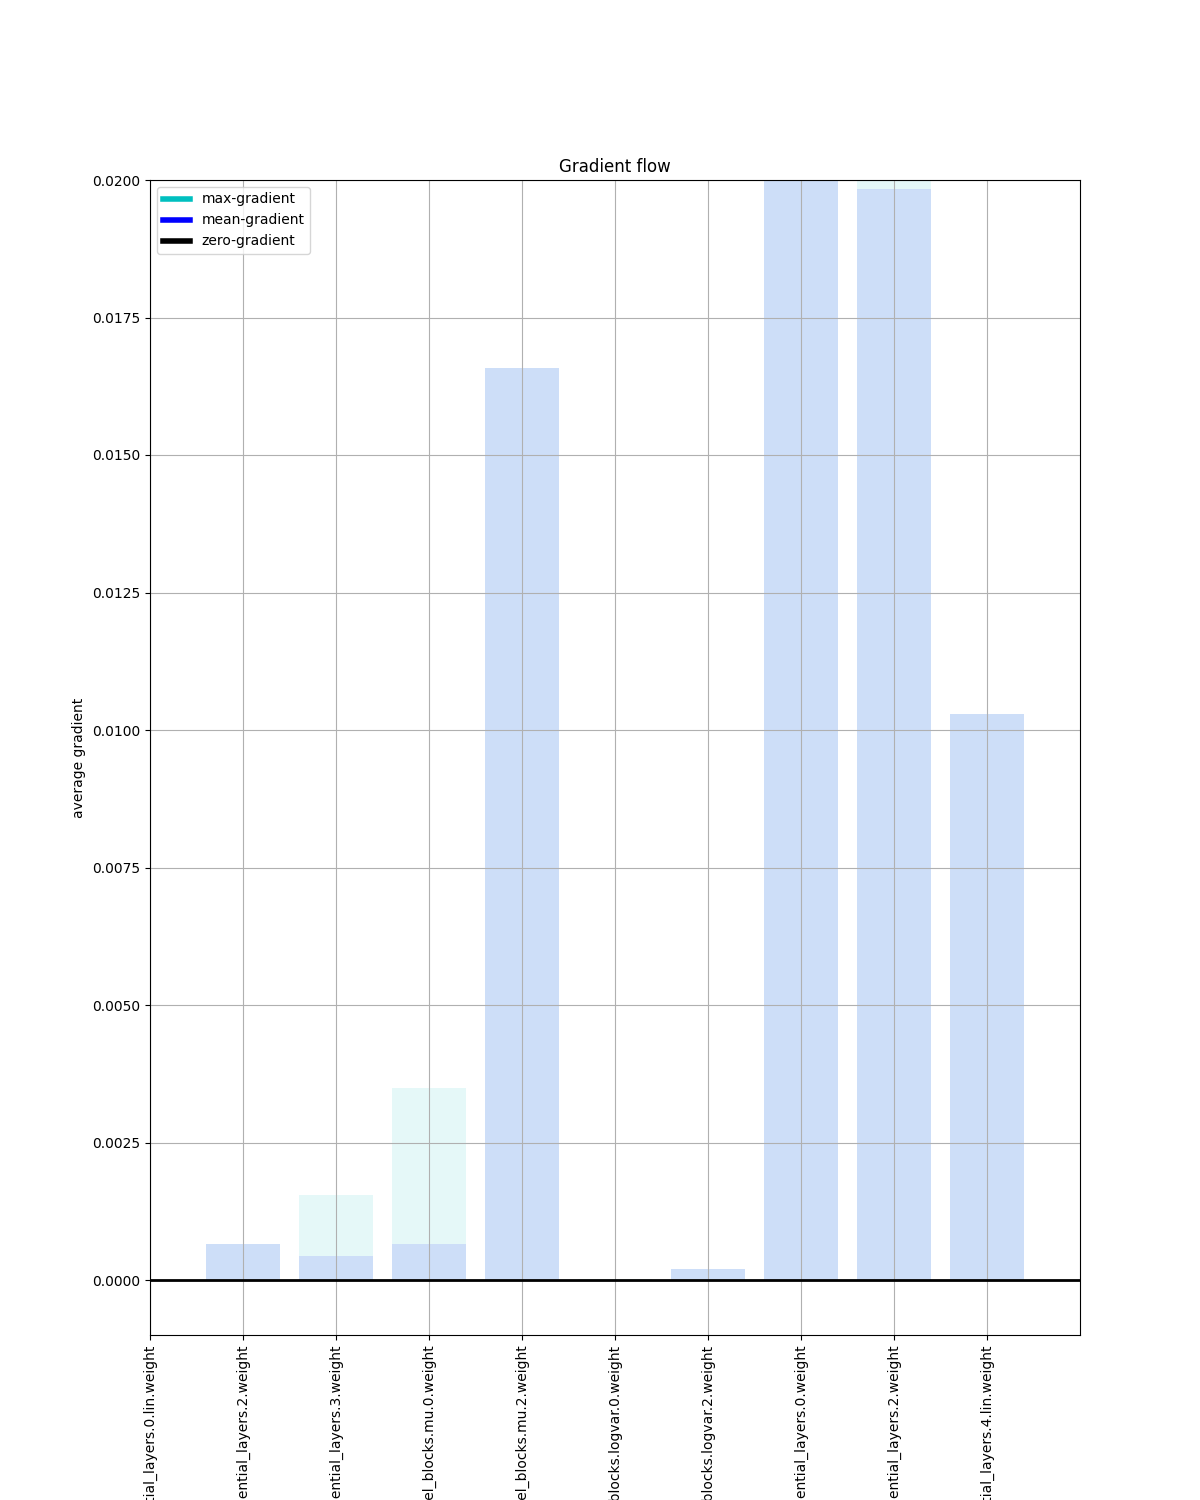 Gradient flow
max-gradient
mean-gradient
zero-gradient
0.0200
0.0175
0.0150
0.0125
0.0100
0.0075
0.0050
0.0025
0.0000
average gradient
tial_layers.0.lin.weight
ential_layers.2.weight
ential_layers.3.weight
el_blocks.mu.0.weight
el_blocks.mu.2.weight
blocks.logvar.0.weight
blocks.logvar.2.weight
ential_layers.0.weight
ential_layers.2.weight
tial_layers.4.lin.weight